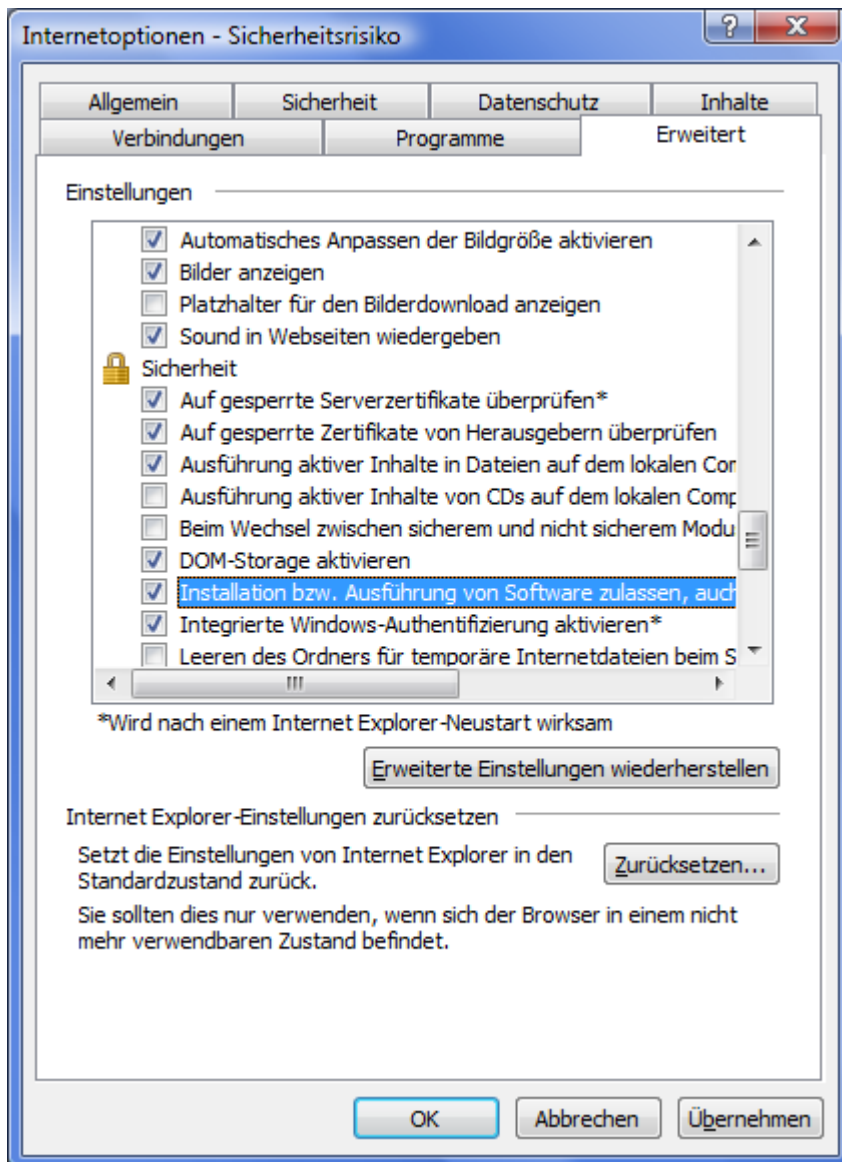 Internetoptionen - Sicherheitsrisiko
Allgemein Sicherheit Datenschutz Inhalte
Verbindungen Programme Erweitert
Einstellungen
Automatisches Anpassen der Bildgröße aktivieren
Bilder anzeigen
Platzhalter für den Bilderdownload anzeigen
Sound in Webseiten wiedergeben
Sicherheit
Auf gesperrte Serverzertifikate überprüfen*
Auf gesperrte Zertifikate von Herausgebern überprüfen
Ausführung aktiver Inhalte in Dateien auf dem lokalen Con
Ausführung aktiver Inhalte von CDs auf dem lokalen Comp
Beim Wechsel zwischen sicherem und nicht sicherem Modu
DOM-Storage aktivieren
Installation bzw. Ausführung von Software zulassen, auch
Integrierte Windows-Authentifizierung aktivieren*
Leeren des Ordners für temporäre Internetdateien beim S
*Wird nach einem Internet Explorer-Neustart wirksam
Erweiterte Einstellungen wiederherstellen
Internet Explorer-Einstellungen zurücksetzen
Setzt die Einstellungen von Internet Explorer in den
Standardzustand zurück.
Zurücksetzen...
Sie sollten dies nur verwenden, wenn sich der Browser in einem nicht
mehr verwendbaren Zustand befindet.
OK Abbrechen Übernehmen